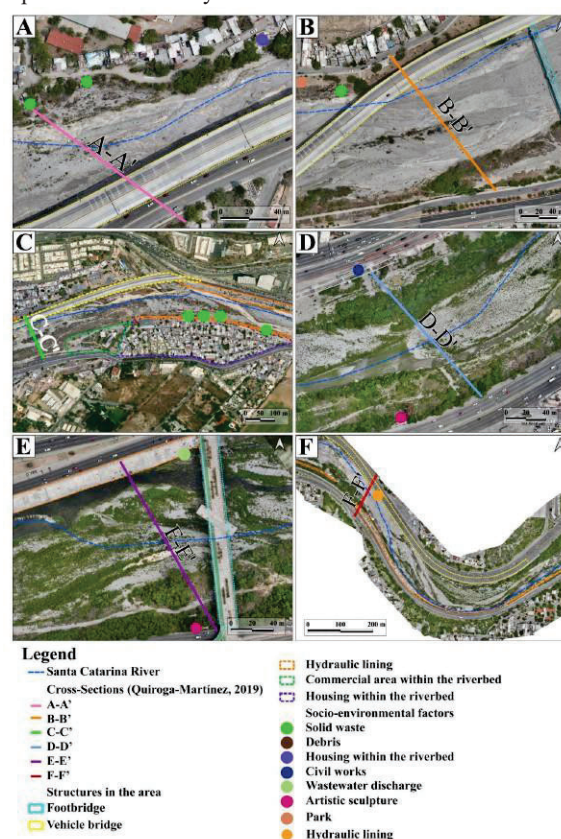 A
A-A'
0 20 40 m
B
B-B'
0 20 40 m
C
C-C'
0 50 100 m
D
D-D'
0 20 40 m
E
E-E'
0 20 40 m
F
F-F'
0 100 200 m
Legend
Santa Catarina River
Cross-Sections (Quiroga-Martínez, 2019)
A-A'
B-B'
C-C'
D-D'
E-E'
F-F'
Structures in the area
Footbridge
Vehicle bridge
Hydraulic lining
Commercial area within the riverbed
Housing within the riverbed
Socio-environmental factors
Solid waste
Debris
Housing within the riverbed
Civil works
Wastewater discharge
Artistic sculpture
Park
Hydraulic lining